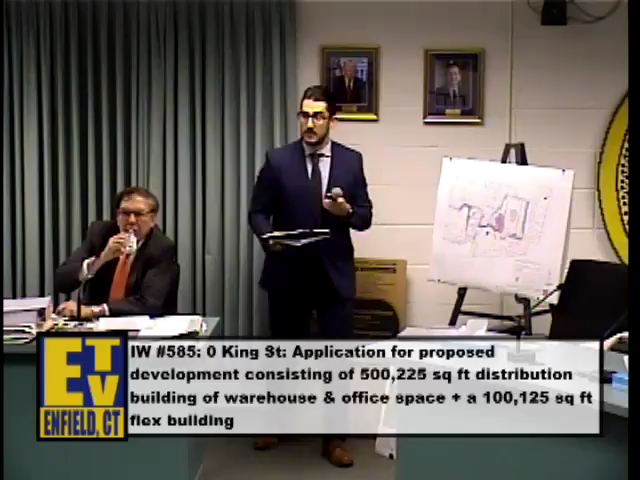 ETV
ENFIELD, CT
IW #585: 0 King St: Application for proposed
development consisting of 500,225 sq ft distribution
building of warehouse & office space + a 100,125 sq ft
flex building